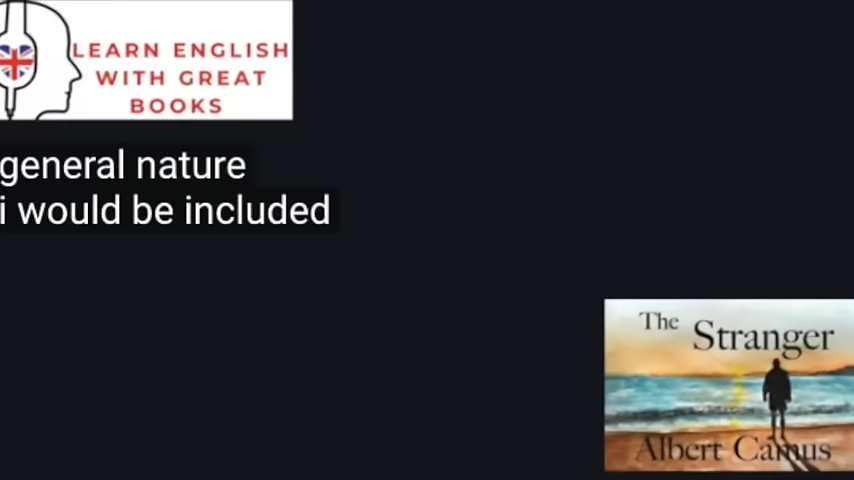 LEARN ENGLISH
WITH GREAT
BOOKS
general nature
i would be included
The Stranger
Albert Camus